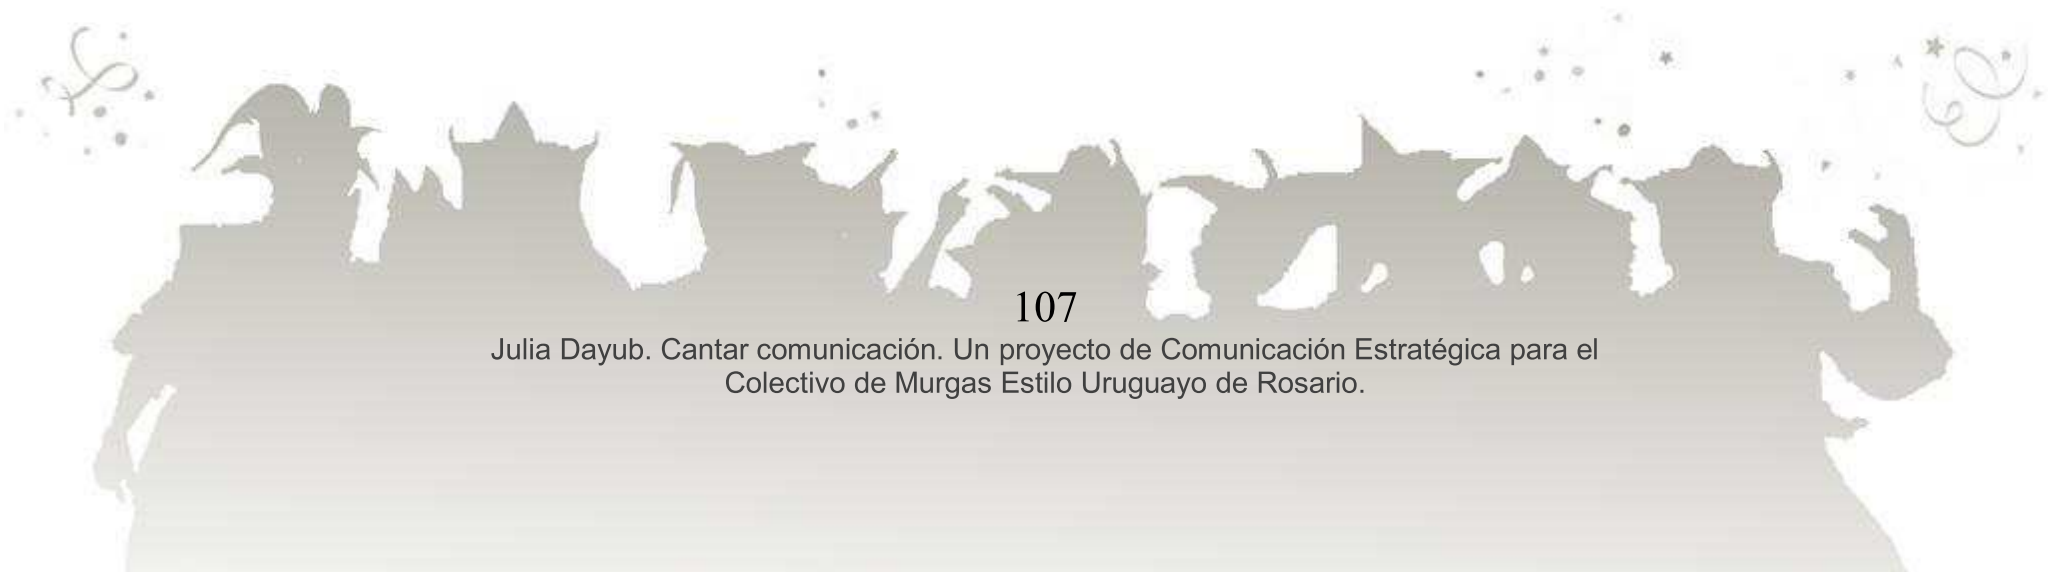 107
Julia Dayub. Cantar comunicación. Un proyecto de Comunicación Estratégica para el
Colectivo de Murgas Estilo Uruguayo de Rosario.